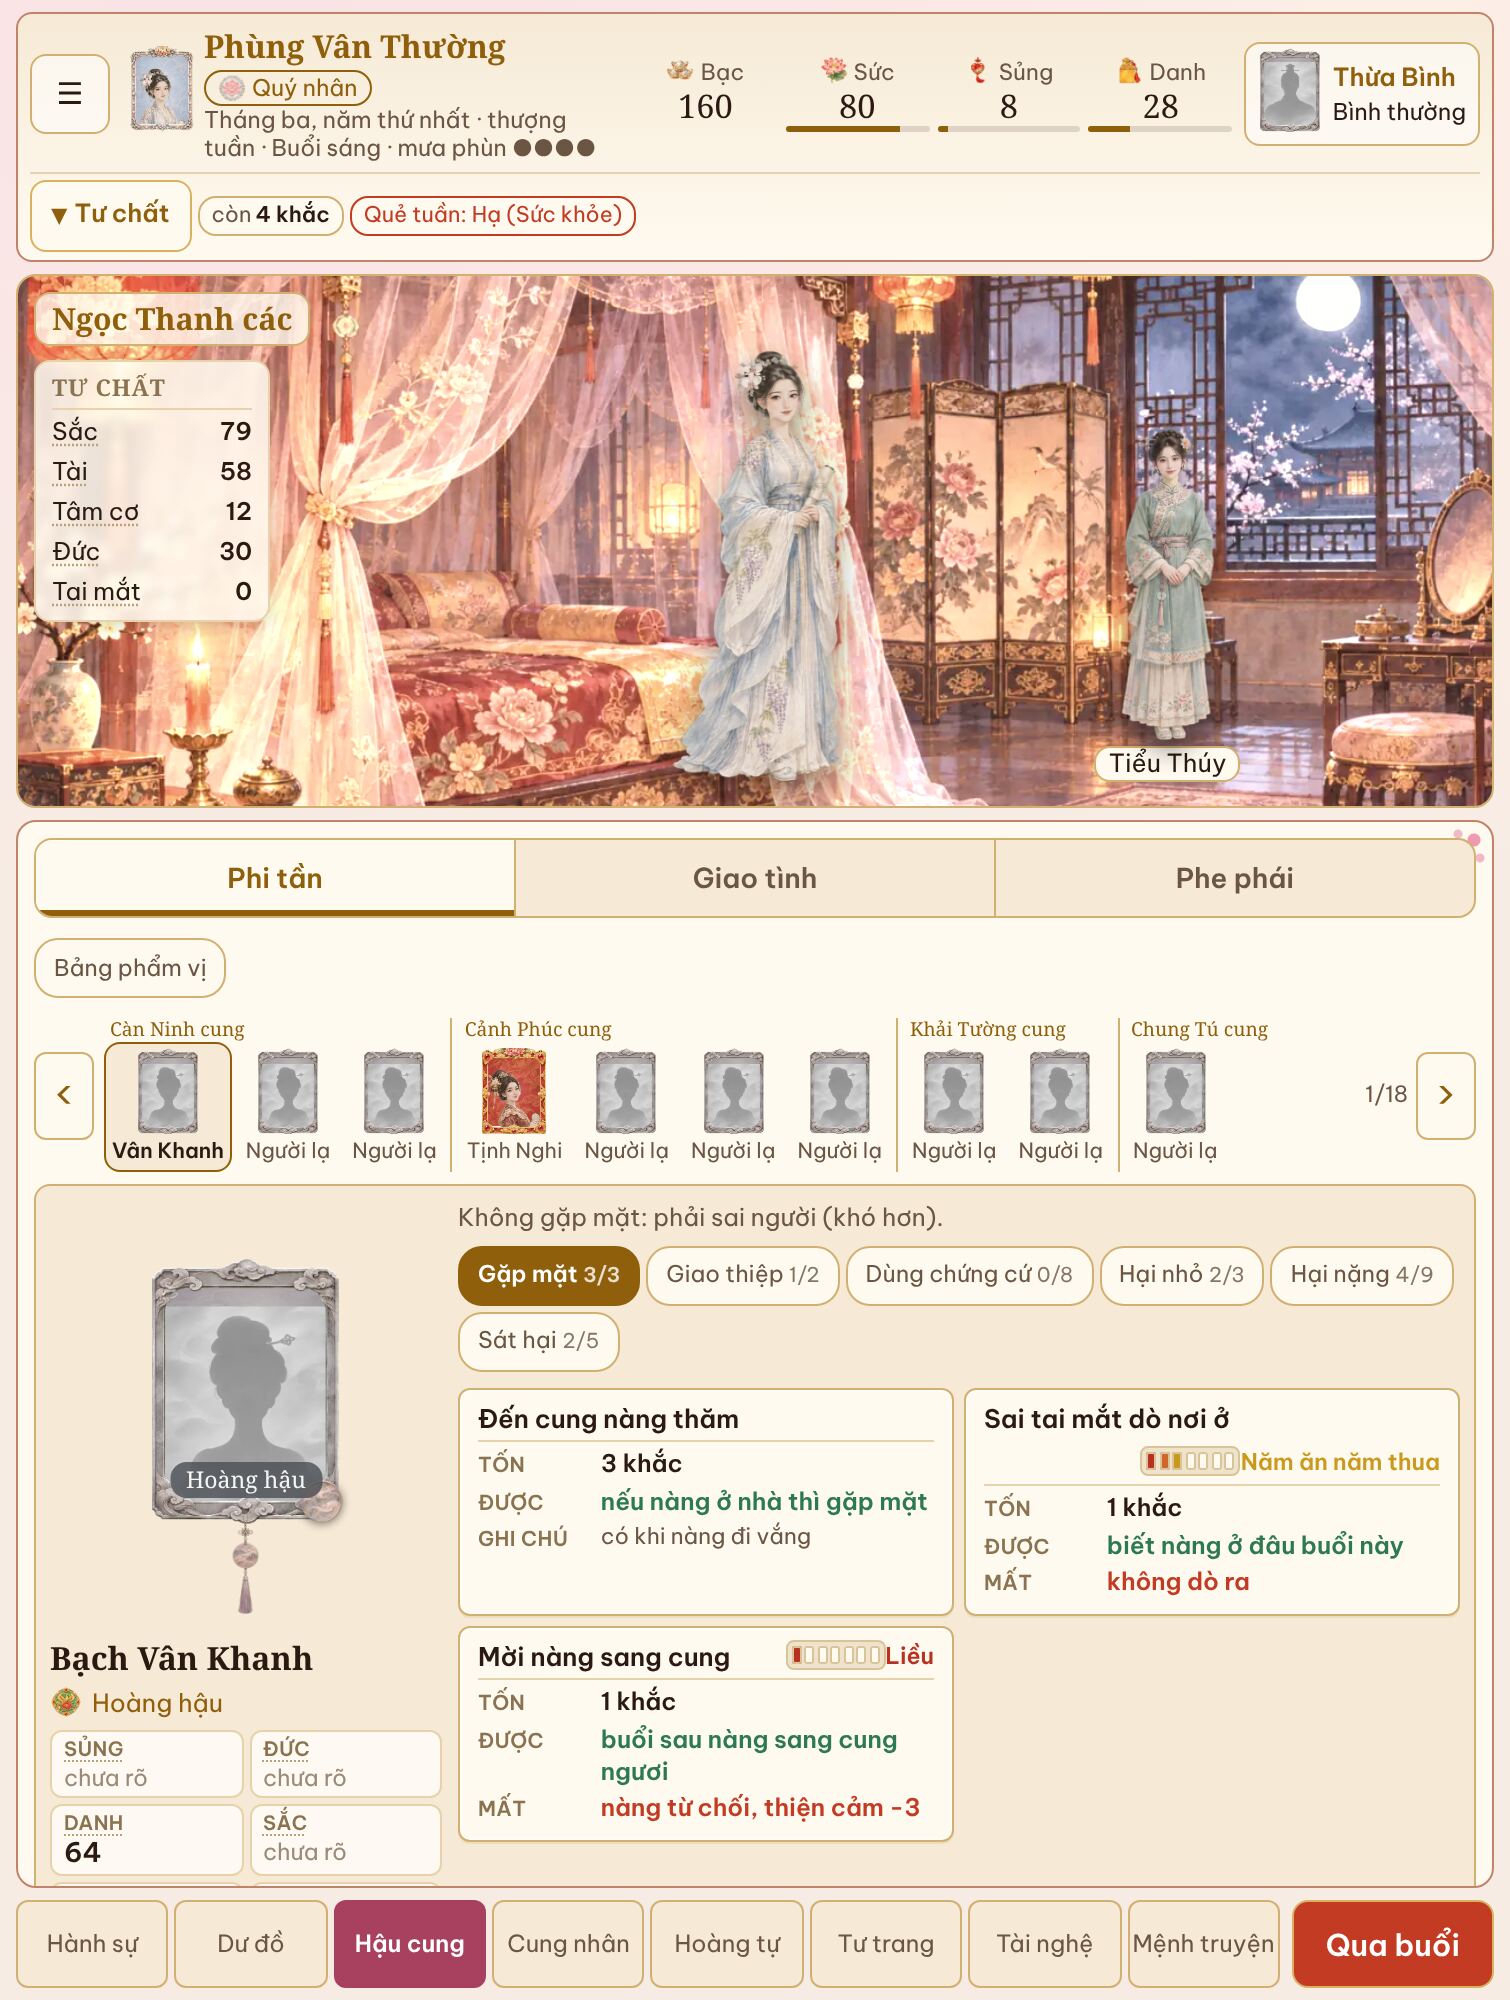 ☰
Phùng Vân Thường
Quý nhân
Tháng ba, năm thứ nhất · thượng
tuần · Buổi sáng · mưa phùn
Bạc
160
Sức
80
Sủng
8
Danh
28
Thừa Bình
Bình thường
▼ Tư chất
còn 4 khắc
Quẻ tuần: Hạ (Sức khỏe)
Ngọc Thanh các
TƯ CHẤT
Sắc 79
Tài 58
Tâm cơ 12
Đức 30
Tai mắt 0
Tiểu Thúy
Phi tần
Giao tình
Phe phái
Bảng phẩm vị
Càn Ninh cung
Cảnh Phúc cung
Khải Tường cung
Chung Tú cung
‹
Vân Khanh
Người lạ
Người lạ
Tịnh Nghi
Người lạ
Người lạ
Người lạ
Người lạ
Người lạ
Người lạ
1/18
›
Hoàng hậu
Bạch Vân Khanh
Hoàng hậu
SỦNG
chưa rõ
ĐỨC
chưa rõ
DANH
64
SẮC
chưa rõ
Không gặp mặt: phải sai người (khó hơn).
Gặp mặt 3/3
Giao thiệp 1/2
Dùng chứng cứ 0/8
Hại nhỏ 2/3
Hại nặng 4/9
Sát hại 2/5
Đến cung nàng thăm
TỐN 3 khắc
ĐƯỢC nếu nàng ở nhà thì gặp mặt
GHI CHÚ có khi nàng đi vắng
Sai tai mắt dò nơi ở
Năm ăn năm thua
TỐN 1 khắc
ĐƯỢC biết nàng ở đâu buổi này
MẤT không dò ra
Mời nàng sang cung
Liều
TỐN 1 khắc
ĐƯỢC buổi sau nàng sang cung
ngươi
MẤT nàng từ chối, thiện cảm -3
Hành sự
Dư đồ
Hậu cung
Cung nhân
Hoàng tự
Tư trang
Tài nghệ
Mệnh truyện
Qua buổi